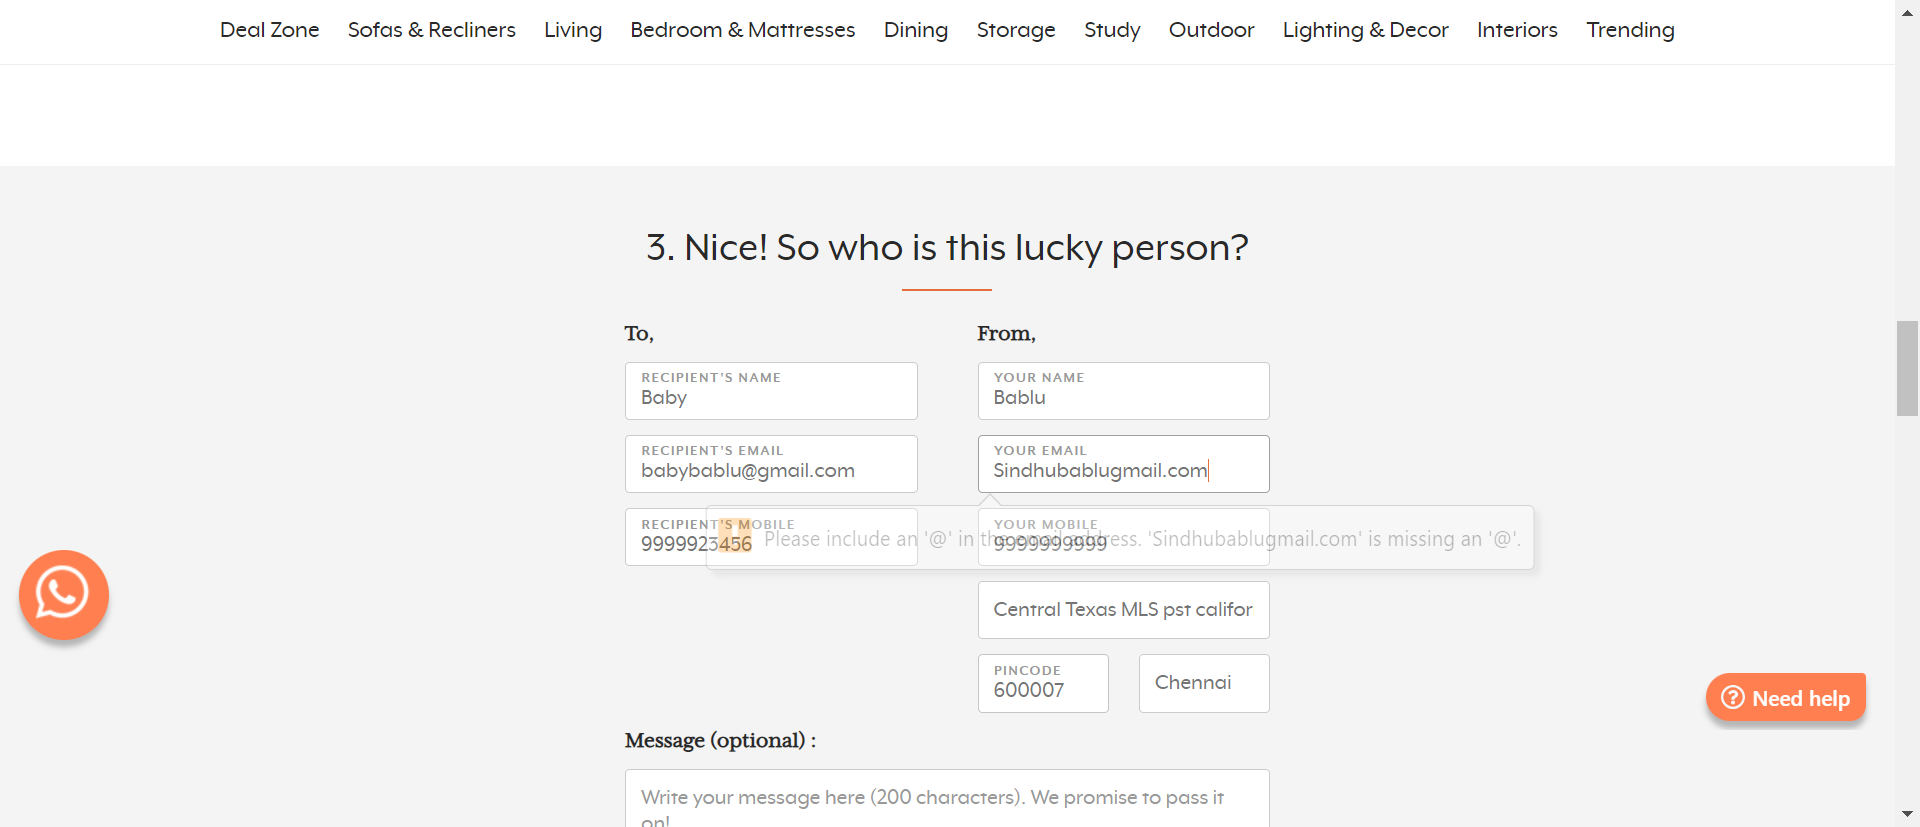 Deal Zone Sofas & Recliners Living Bedroom & Mattresses Dining Storage Study Outdoor Lighting & Decor Interiors Trending
3. Nice! So who is this lucky person?
To,
From,
RECIPIENT'S NAME
Baby
YOUR NAME
Bablu
RECIPIENT'S EMAIL
babybablu@gmail.com
YOUR EMAIL
Sindhubablugmail.com
RECIPIENT'S MOBILE
9999923456
YOUR MOBILE
9999999999
Please include an '@' in the email address. 'Sindhubablugmail.com' is missing an '@'.
Central Texas MLS pst califor
PINCODE
600007
Chennai
Need help
Message (optional) :
Write your message here (200 characters). We promise to pass it
on!